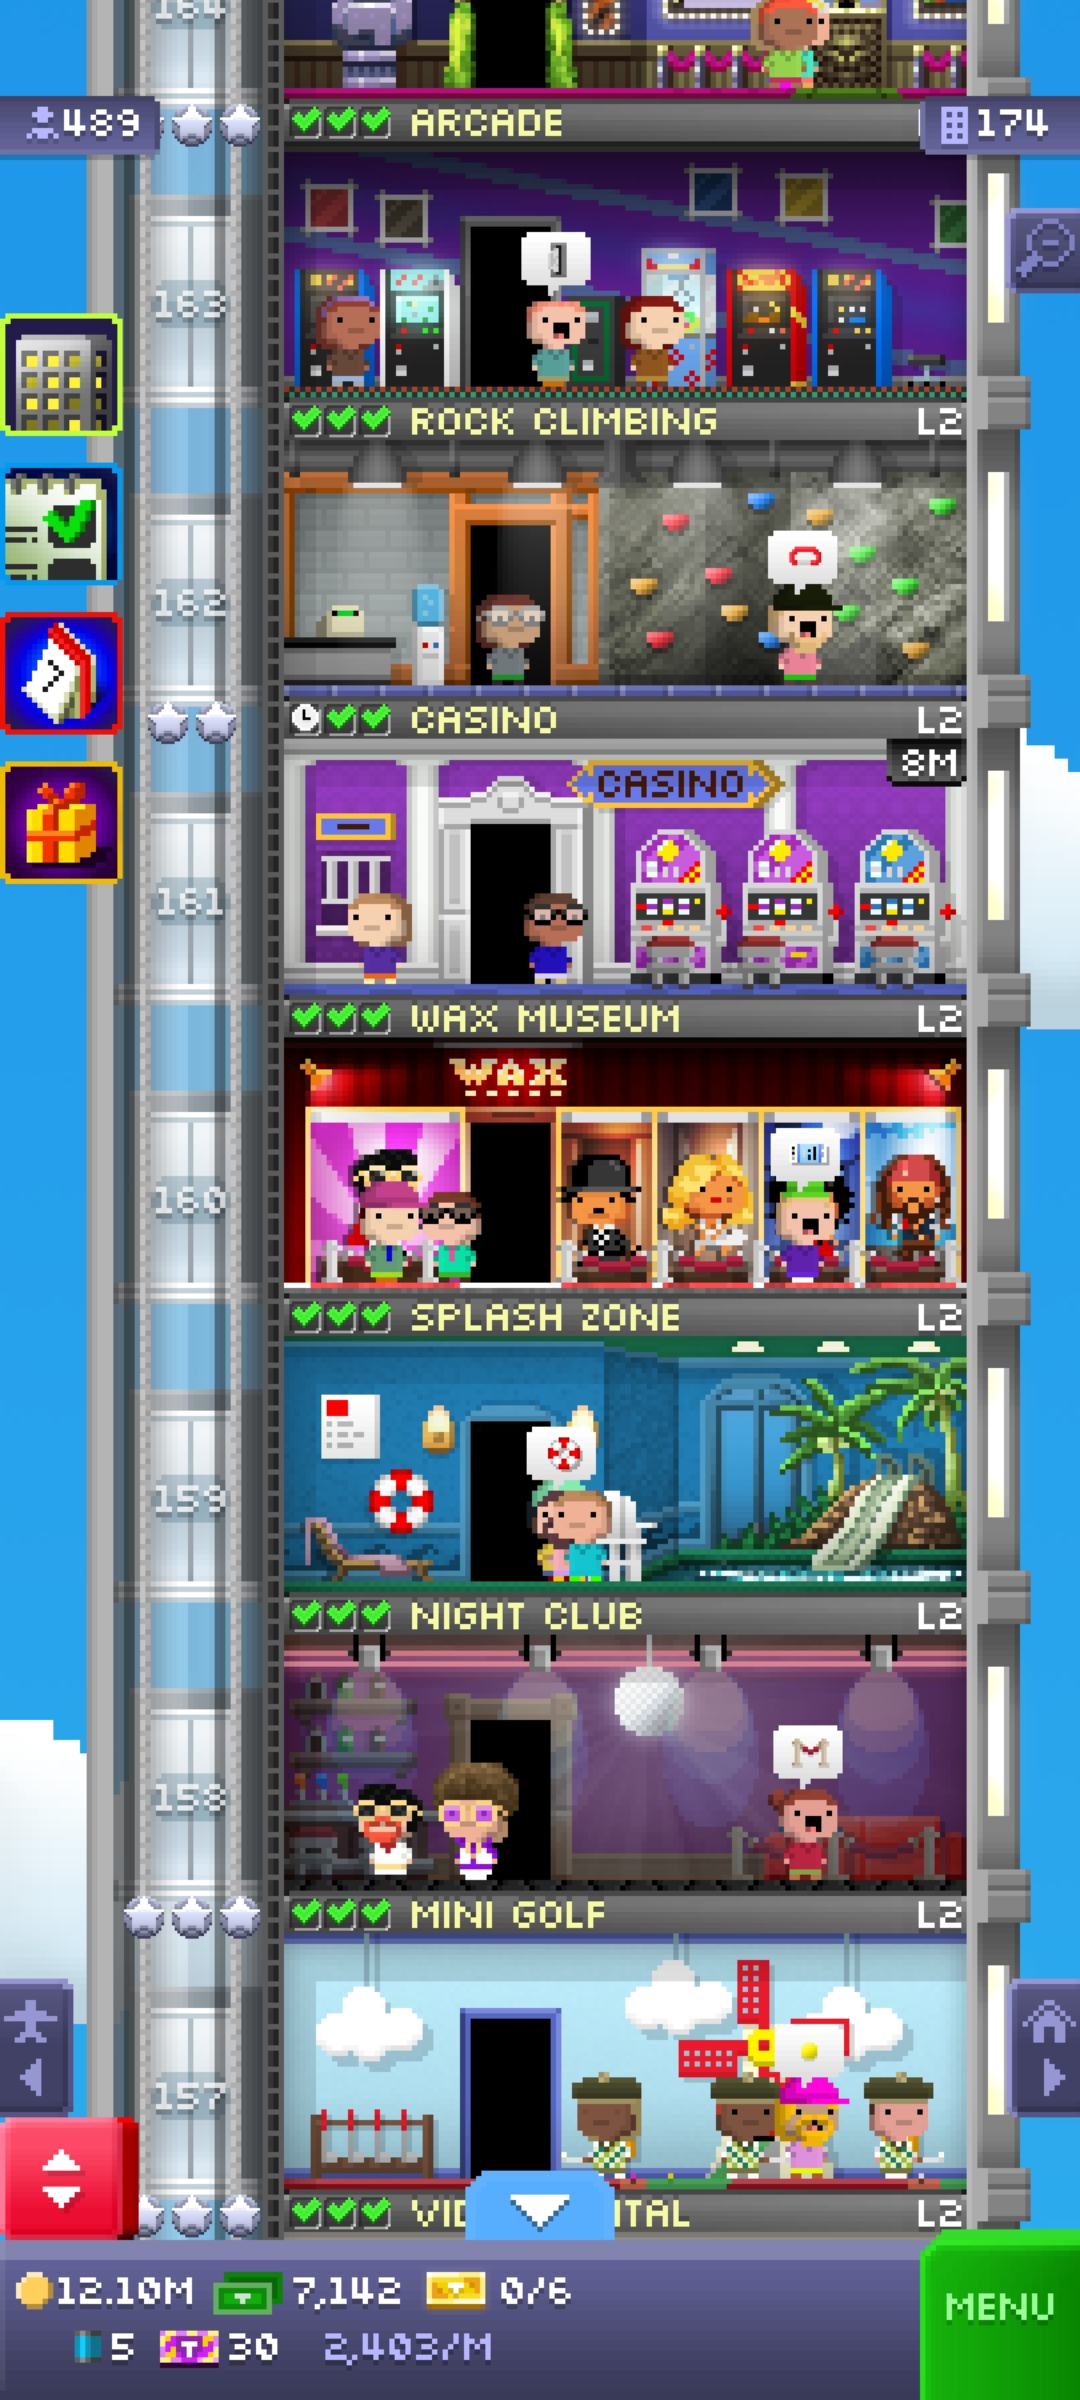 164
489
ARCADE
174
163
ROCK CLIMBING
L2
162
CASINO
L2
8M
CASINO
161
WAX MUSEUM
L2
WAX
160
SPLASH ZONE
L2
159
NIGHT CLUB
L2
158
MINI GOLF
L2
157
L2
12.10M
7,142
0/6
MENU
5
T
30
2,403/M